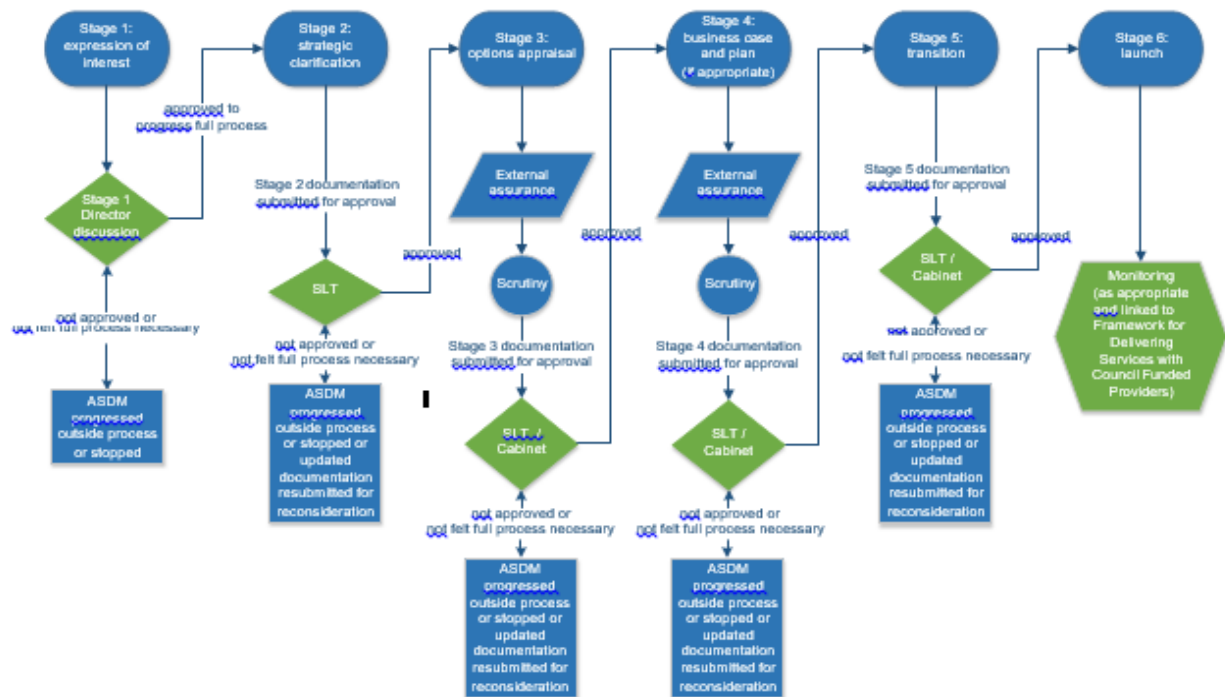 Stage 1:
expression of
interest
approved to
progress full process
Stage 1
Director
discussion
not approved or
not felt full process necessary
ASDM
progressed
outside process
or stopped
Stage 2:
strategic
clarification
Stage 2 documentation
submitted for approval
SLT
approved
not approved or
not felt full process necessary
ASDM
progressed
outside process
or stopped or
updated
documentation
resubmitted for
reconsideration
Stage 3:
options appraisal
External
assurance
Scrutiny
Stage 3 documentation
submitted for approval
SLT /
Cabinet
approved
not approved or
not felt full process necessary
ASDM
progressed
outside process
or stopped or
updated
documentation
resubmitted for
reconsideration
Stage 4:
business case
and plan
(if appropriate)
External
assurance
Scrutiny
Stage 4 documentation
submitted for approval
SLT /
Cabinet
approved
not approved or
not felt full process necessary
ASDM
progressed
outside process
or stopped or
updated
documentation
resubmitted for
reconsideration
Stage 5:
transition
Stage 5 documentation
submitted for approval
SLT /
Cabinet
approved
not approved or
not felt full process necessary
ASDM
progressed
outside process
or stopped or
updated
documentation
resubmitted for
reconsideration
Stage 6:
launch
Monitoring
(as appropriate
and linked to
Framework for
Delivering
Services with
Council Funded
Providers)